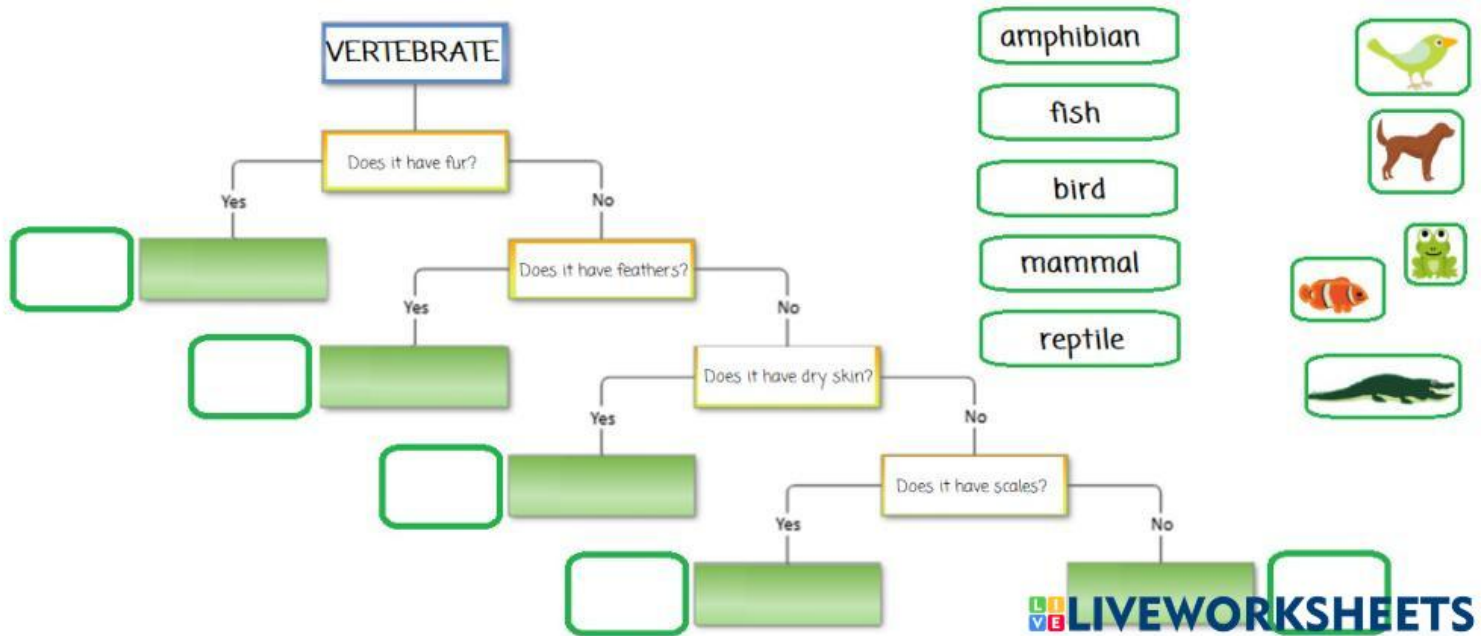 VERTEBRATE
Does it have fur?
Yes
No
Does it have feathers?
Yes
No
Does it have dry skin?
Yes
No
Does it have scales?
Yes
No
amphibian
fish
bird
mammal
reptile
LIVE LIVEWORKSHEETS